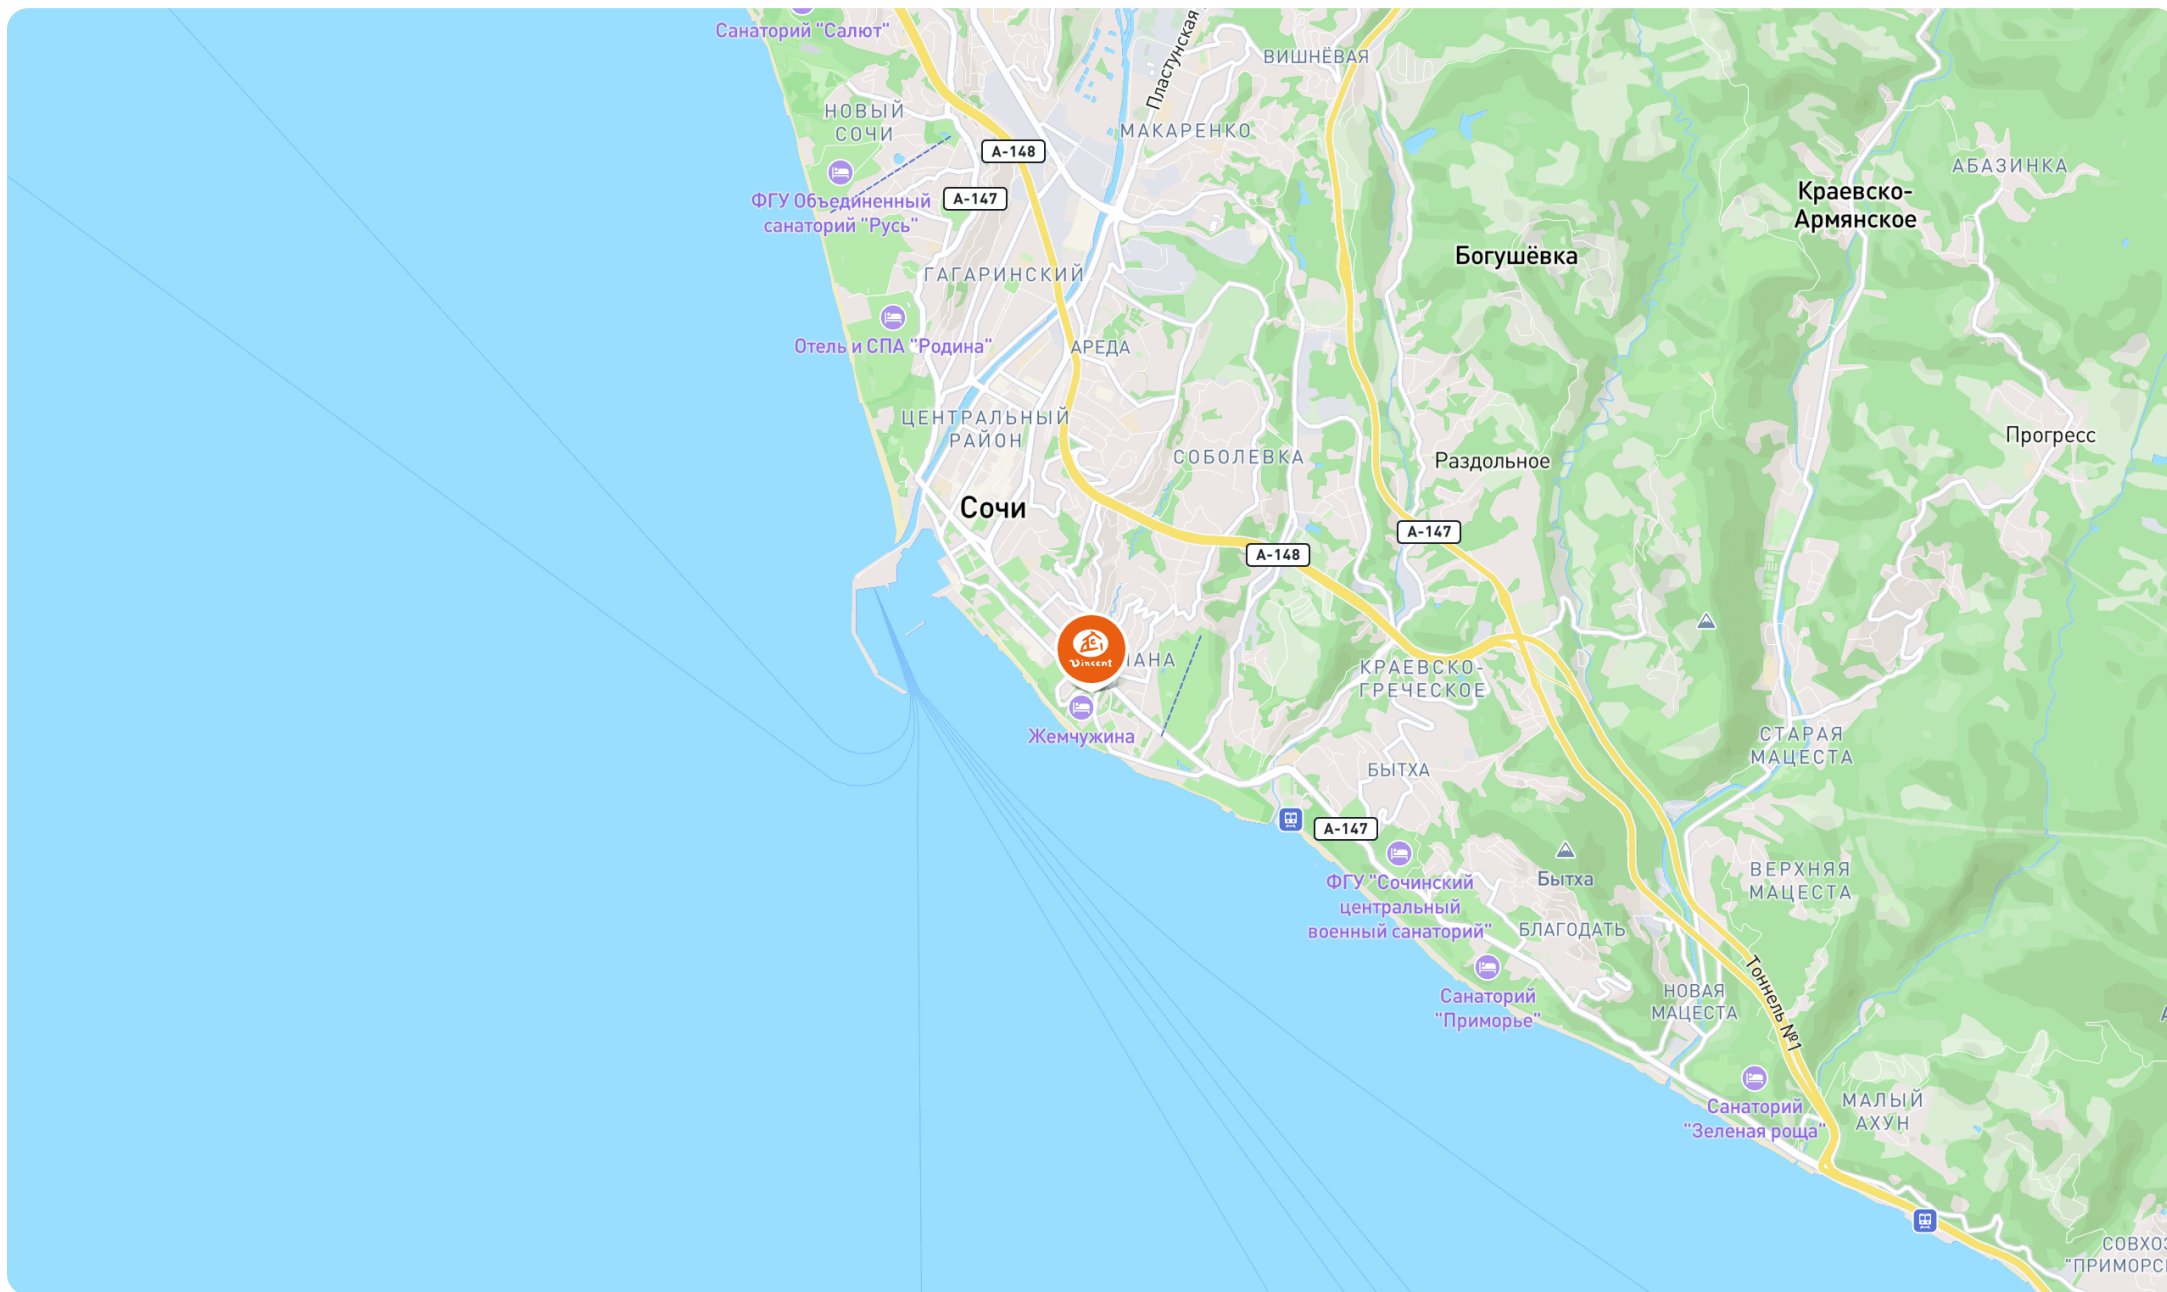 Санаторий "Салют"
Пластунская
ВИШНЁВАЯ
НОВЫЙ
СОЧИ
МАКАРЕНКО
А-148
АБАЗИНКА
ФГУ Объединенный
санаторий "Русь"
А-147
Краевско-
Армянское
Богушёвка
ГАГАРИНСКИЙ
Отель и СПА "Родина"
АРЕДА
ЦЕНТРАЛЬНЫЙ
РАЙОН
СОБОЛЕВКА
Раздольное
Прогресс
Сочи
А-147
А-148
Vincent
КРАЕВСКО-
ГРЕЧЕСКОЕ
Жемчужина
СТАРАЯ
МАЦЕСТА
БЫТХА
А-147
ФГУ "Сочинский
центральный
военный санаторий"
Бытха
ВЕРХНЯЯ
МАЦЕСТА
БЛАГОДАТЬ
Санаторий
"Приморье"
НОВАЯ
МАЦЕСТА
Тоннель №1
Санаторий
"Зеленая роща"
МАЛЫЙ
АХУН